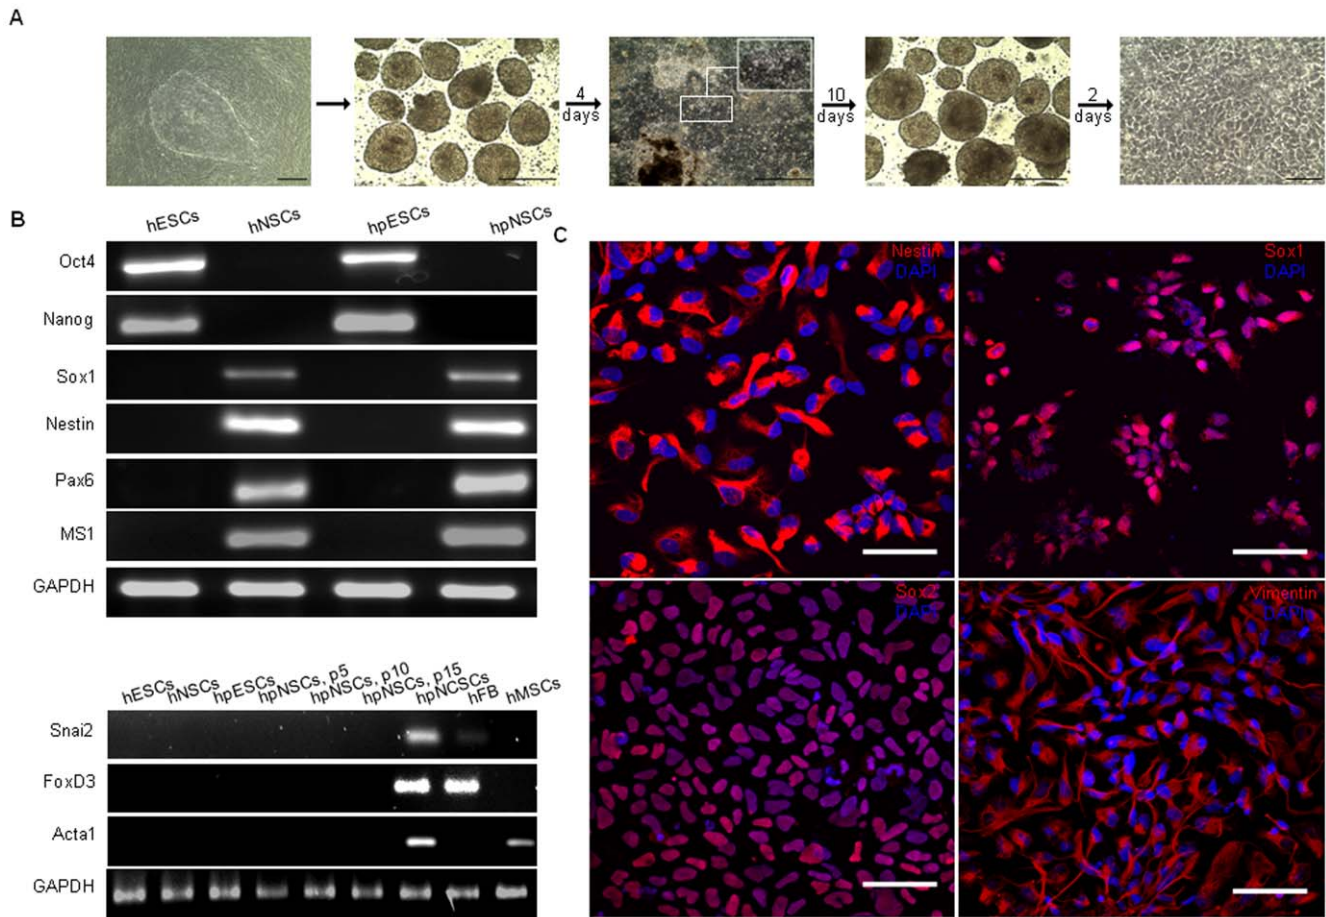 A
4
days
10
days
2
days
B
hESCs
hNSCs
hpESCs
hpNSCs
Oct4
Nanog
Sox1
Nestin
Pax6
MS1
GAPDH
hESCs
hNSCs
hpESCs
hpNSCs, p5
hpNSCs, p10
hpNSCs, p15
hpNCSCs
hFB
hMSCs
Snai2
FoxD3
Acta1
GAPDH
C
Nestin
DAPI
Sox1
DAPI
Sox2
DAPI
Vimentin
DAPI